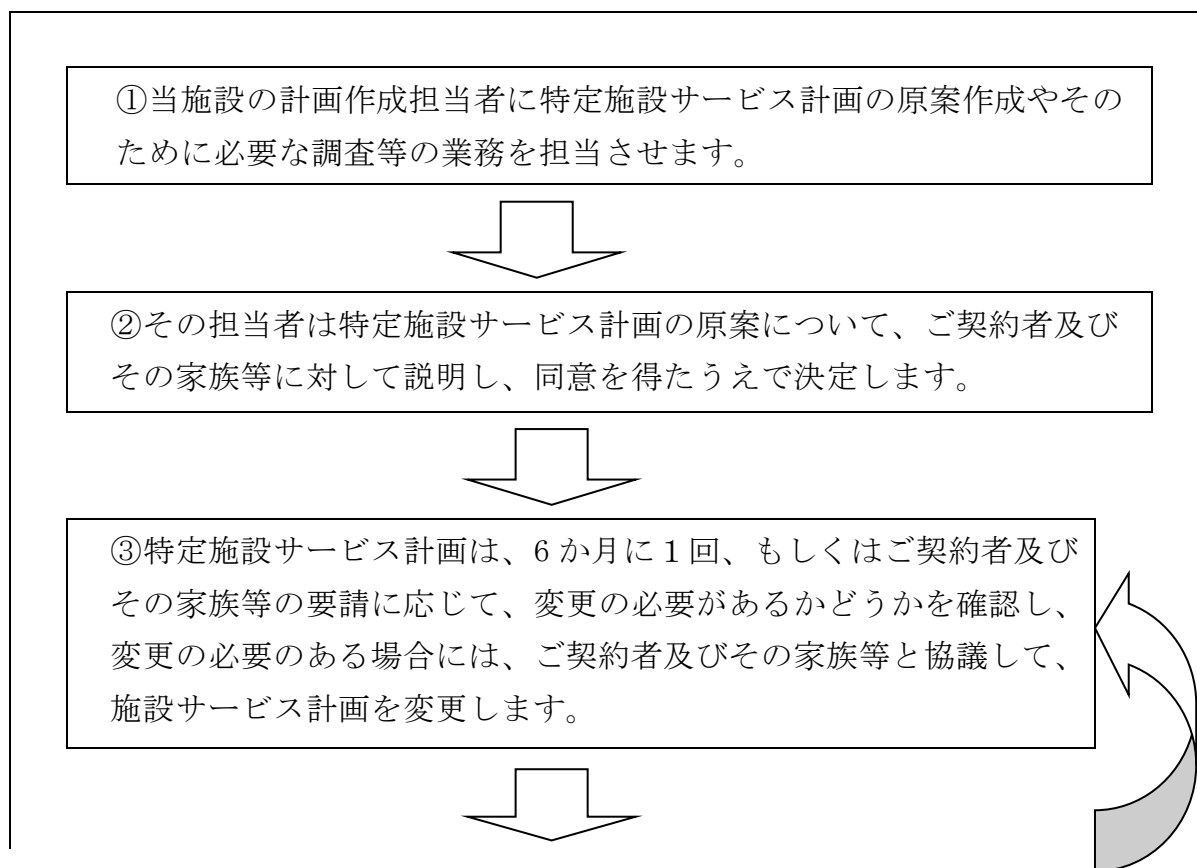 ①当施設の計画作成担当者に特定施設サービス計画の原案作成やその
ために必要な調査等の業務を担当させます。
②その担当者は特定施設サービス計画の原案について、ご契約者及び
その家族等に対して説明し、同意を得たうえで決定します。
③特定施設サービス計画は、6 か月に 1 回、もしくはご契約者及び
その家族等の要請に応じて、変更の必要があるかどうかを確認し、
変更の必要のある場合には、ご契約者及びその家族等と協議して、
施設サービス計画を変更します。